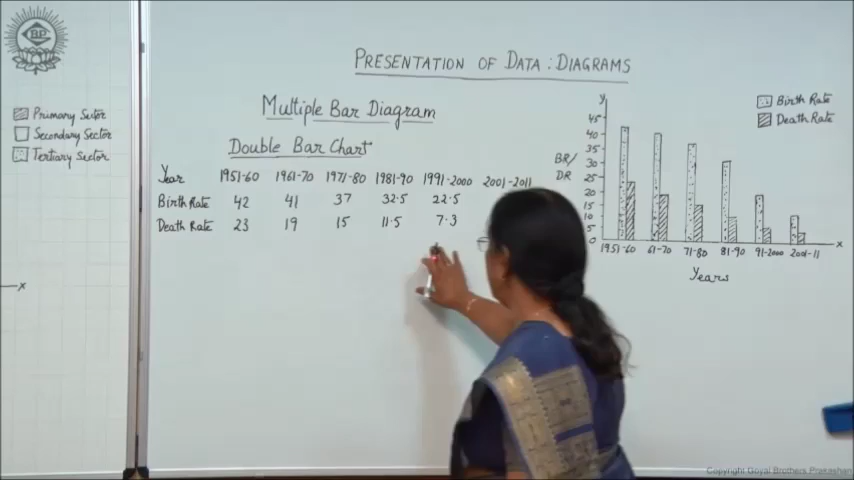 BP
PRESENTATION OF DATA : DIAGRAMS
Primary Sector
Secondary Sector
Tertiary Sector
x
Multiple Bar Diagram
Double Bar Chart
Year 1951-60 1961-70 1971-80 1981-90 1991-2000 2001-2011
Birth Rate 42 41 37 32.5 22.5
Death Rate 23 19 15 11.5 7.3
Birth Rate
Death Rate
y
45
40
35
30
25
20
15
10
5
0
BR/
DR
x
1951-60 61-70 71-80 81-90 91-2000 2001-11
Years
Copyright Goyal Brothers Prakashan